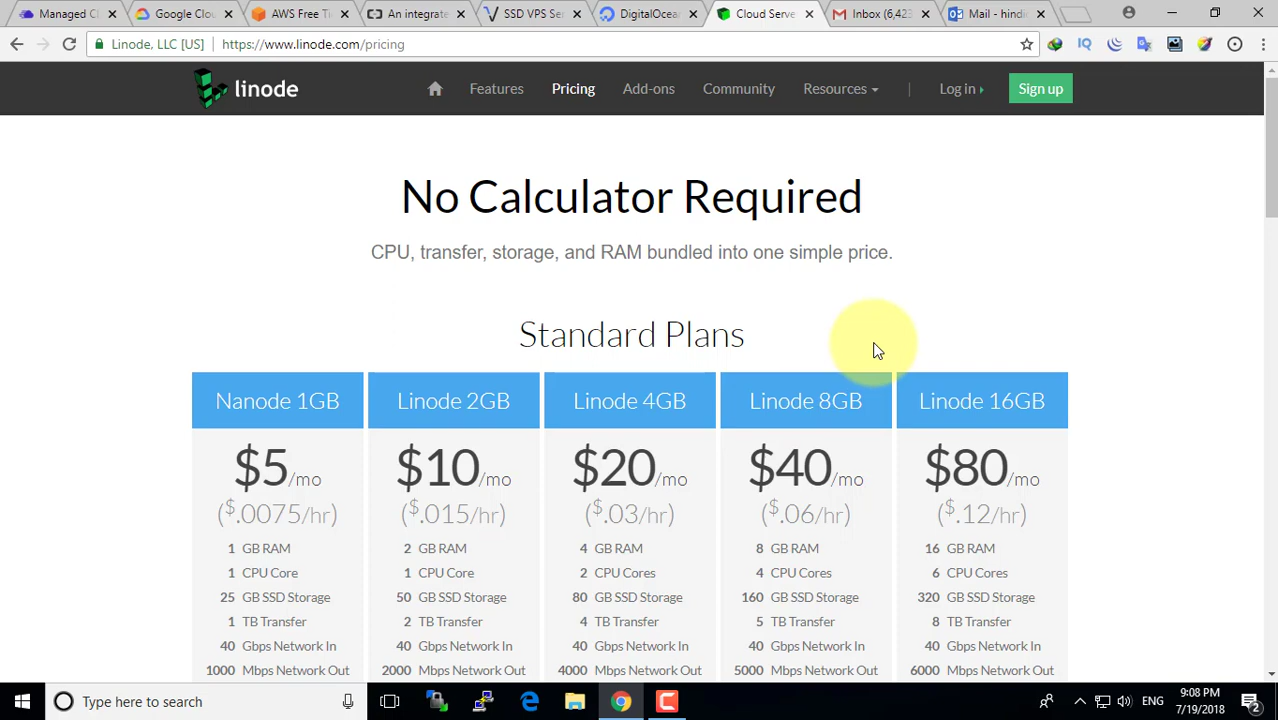 Managed Cl
Google Clou
AWS Free Ti
An integrate
SSD VPS Ser
DigitalOcean
Cloud Serve
Inbox (6,423
Mail - hindi
Linode, LLC [US] https://www.linode.com/pricing
linode
Features
Pricing
Add-ons
Community
Resources
Log in
Sign up
No Calculator Required
CPU, transfer, storage, and RAM bundled into one simple price.
Standard Plans
Nanode 1GB
$5/mo
($.0075/hr)
1 GB RAM
1 CPU Core
25 GB SSD Storage
1 TB Transfer
40 Gbps Network In
1000 Mbps Network Out
Linode 2GB
$10/mo
($.015/hr)
2 GB RAM
1 CPU Core
50 GB SSD Storage
2 TB Transfer
40 Gbps Network In
2000 Mbps Network Out
Linode 4GB
$20/mo
($.03/hr)
4 GB RAM
2 CPU Cores
80 GB SSD Storage
4 TB Transfer
40 Gbps Network In
4000 Mbps Network Out
Linode 8GB
$40/mo
($.06/hr)
8 GB RAM
4 CPU Cores
160 GB SSD Storage
5 TB Transfer
40 Gbps Network In
5000 Mbps Network Out
Linode 16GB
$80/mo
($.12/hr)
16 GB RAM
6 CPU Cores
320 GB SSD Storage
8 TB Transfer
40 Gbps Network In
6000 Mbps Network Out
Type here to search
ENG
9:08 PM
7/19/2018
2